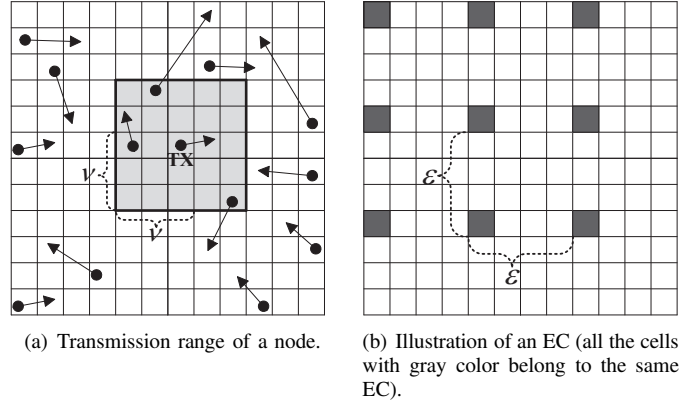 TX
ν
ν
ε
ε
(a) Transmission range of a node.
(b) Illustration of an EC (all the cells
with gray color belong to the same
EC).